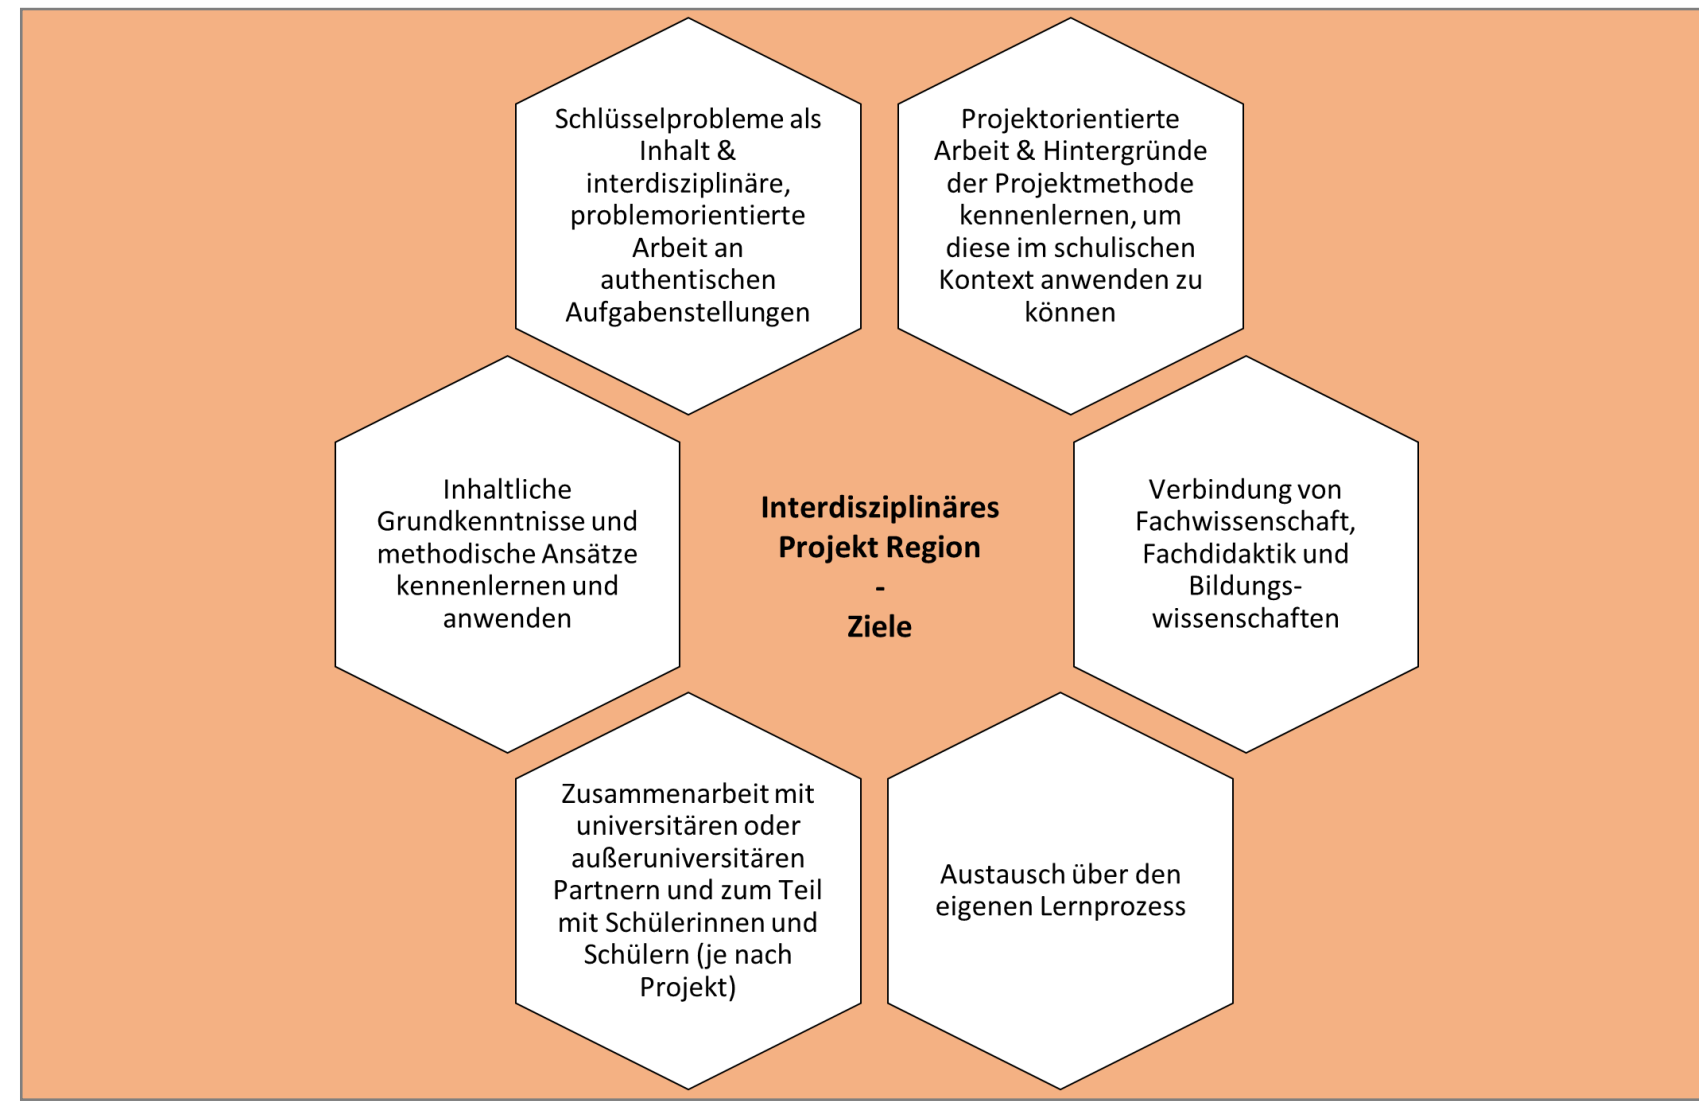 Schlüsselprobleme als
Inhalt &
interdisziplinäre,
problemorientierte
Arbeit an
authentischen
Aufgabenstellungen
Projektorientierte
Arbeit & Hintergründe
der Projektmethode
kennenlernen, um
diese im schulischen
Kontext anwenden zu
können
Inhaltliche
Grundkenntnisse und
methodische Ansätze
kennenlernen und
anwenden
Interdisziplinäres
Projekt Region
-
Ziele
Verbindung von
Fachwissenschaft,
Fachdidaktik und
Bildungs-
wissenschaften
Zusammenarbeit mit
universitären oder
außeruniversitären
Partnern und zum Teil
mit Schülerinnen und
Schülern (je nach
Projekt)
Austausch über den
eigenen Lernprozess